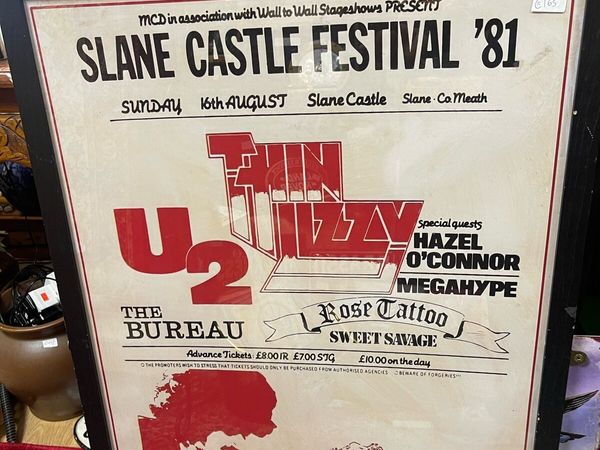 MCD in association with Wall to Wall Stageshows PRESENT
SLANE CASTLE FESTIVAL '81
SUNDAY 16th AUGUST Slane Castle Slane · Co. Meath
THIN LIZZY
U2
special guests
HAZEL O'CONNOR
MEGAHYPE
THE BUREAU
Rose Tattoo
SWEET SAVAGE
Advance Tickets · £8.00 IR £7.00 STG £10.00 on the day
THE PROMOTERS WISH TO STRESS THAT TICKETS SHOULD ONLY BE PURCHASED FROM AUTHORISED AGENCIES BEWARE OF FORGERIES